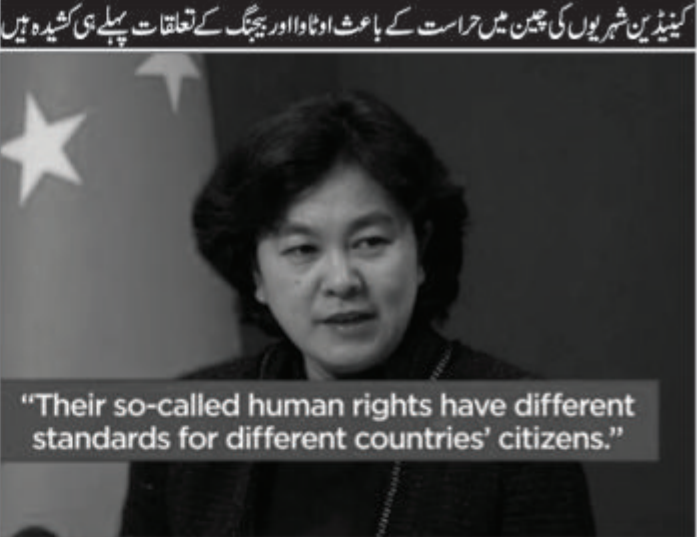 کینیڈین شہریوں کی چین میں حراست کے باعث اوٹاوا اور بیجنگ کے تعلقات پہلے ہی کشیدہ ہیں
“Their so-called human rights have different
standards for different countries’ citizens.”